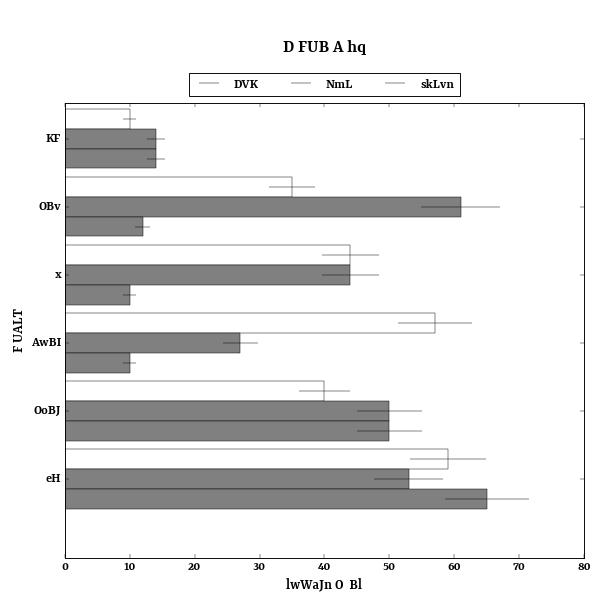 D FUB A hq
DVK NmL skLvn
KF
OBv
x
AwBI
OoBJ
eH
F UALT
0 10 20 30 40 50 60 70 80
lwWaJn O Bl